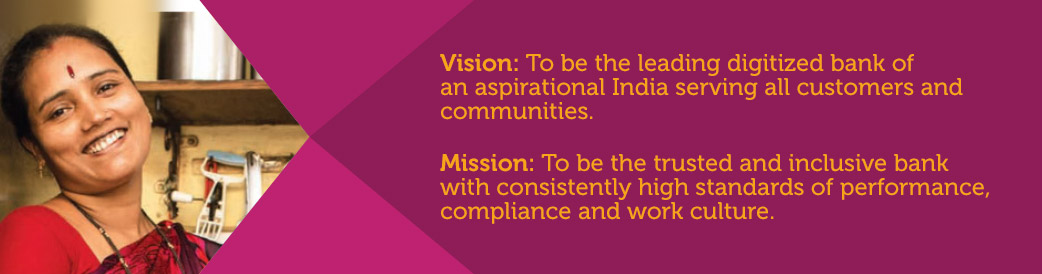 Vision: To be the leading digitized bank of
an aspirational India serving all customers and
communities.
Mission: To be the trusted and inclusive bank
with consistently high standards of performance,
compliance and work culture.